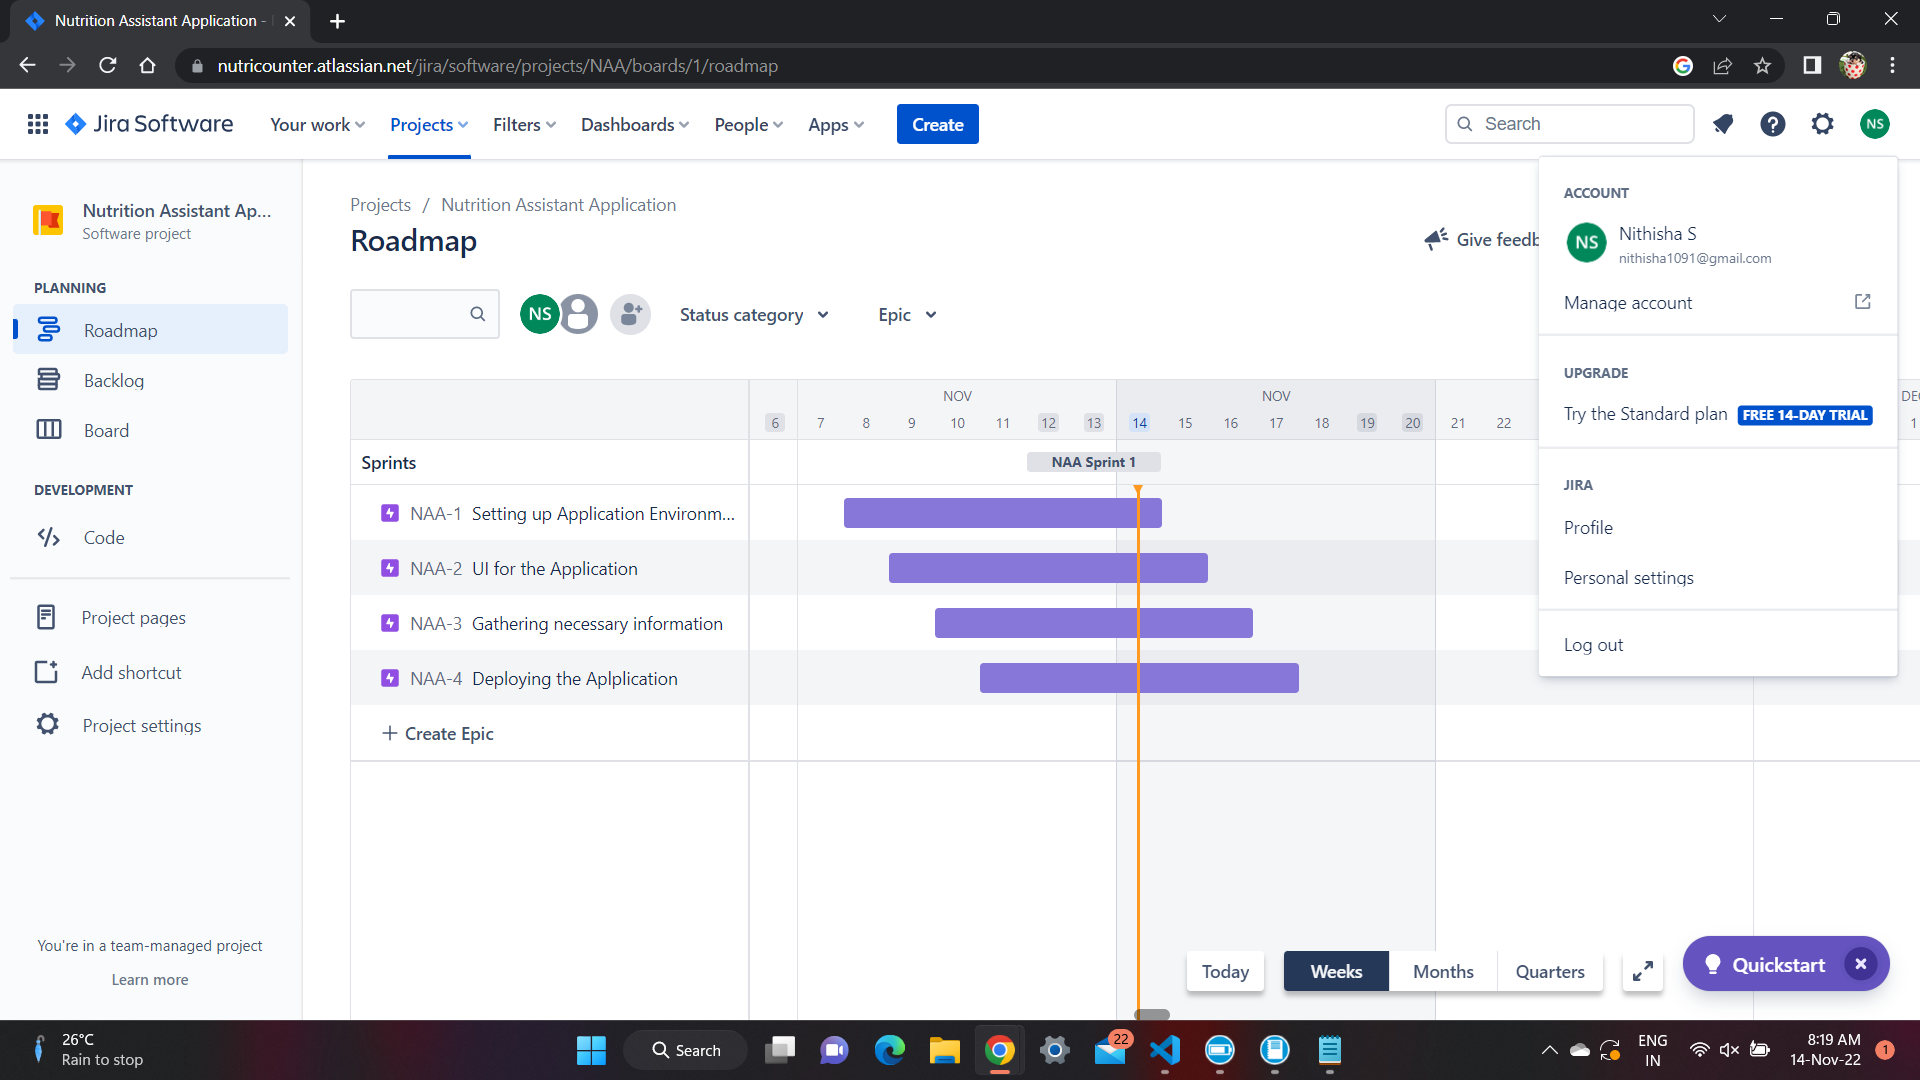 Nutrition Assistant Application -
nutricounter.atlassian.net/jira/software/projects/NAA/boards/1/roadmap
Jira Software
Your work
Projects
Filters
Dashboards
People
Apps
Create
Search
NS
Nutrition Assistant Ap...
Software project
PLANNING
Roadmap
Backlog
Board
DEVELOPMENT
Code
Project pages
Add shortcut
Project settings
You're in a team-managed project
Learn more
Projects / Nutrition Assistant Application
Roadmap
Give feedb
NS
Status category
Epic
NOV NOV DEC
6 7 8 9 10 11 12 13 14 15 16 17 18 19 20 21 22 1
Sprints
NAA Sprint 1
NAA-1 Setting up Application Environm...
NAA-2 UI for the Application
NAA-3 Gathering necessary information
NAA-4 Deploying the Aplplication
+ Create Epic
ACCOUNT
NS
Nithisha S
nithisha1091@gmail.com
Manage account
UPGRADE
Try the Standard plan FREE 14-DAY TRIAL
JIRA
Profile
Personal settings
Log out
Today
Weeks
Months
Quarters
Quickstart
26°C
Rain to stop
Search
22
ENG
IN
8:19 AM
14-Nov-22
1